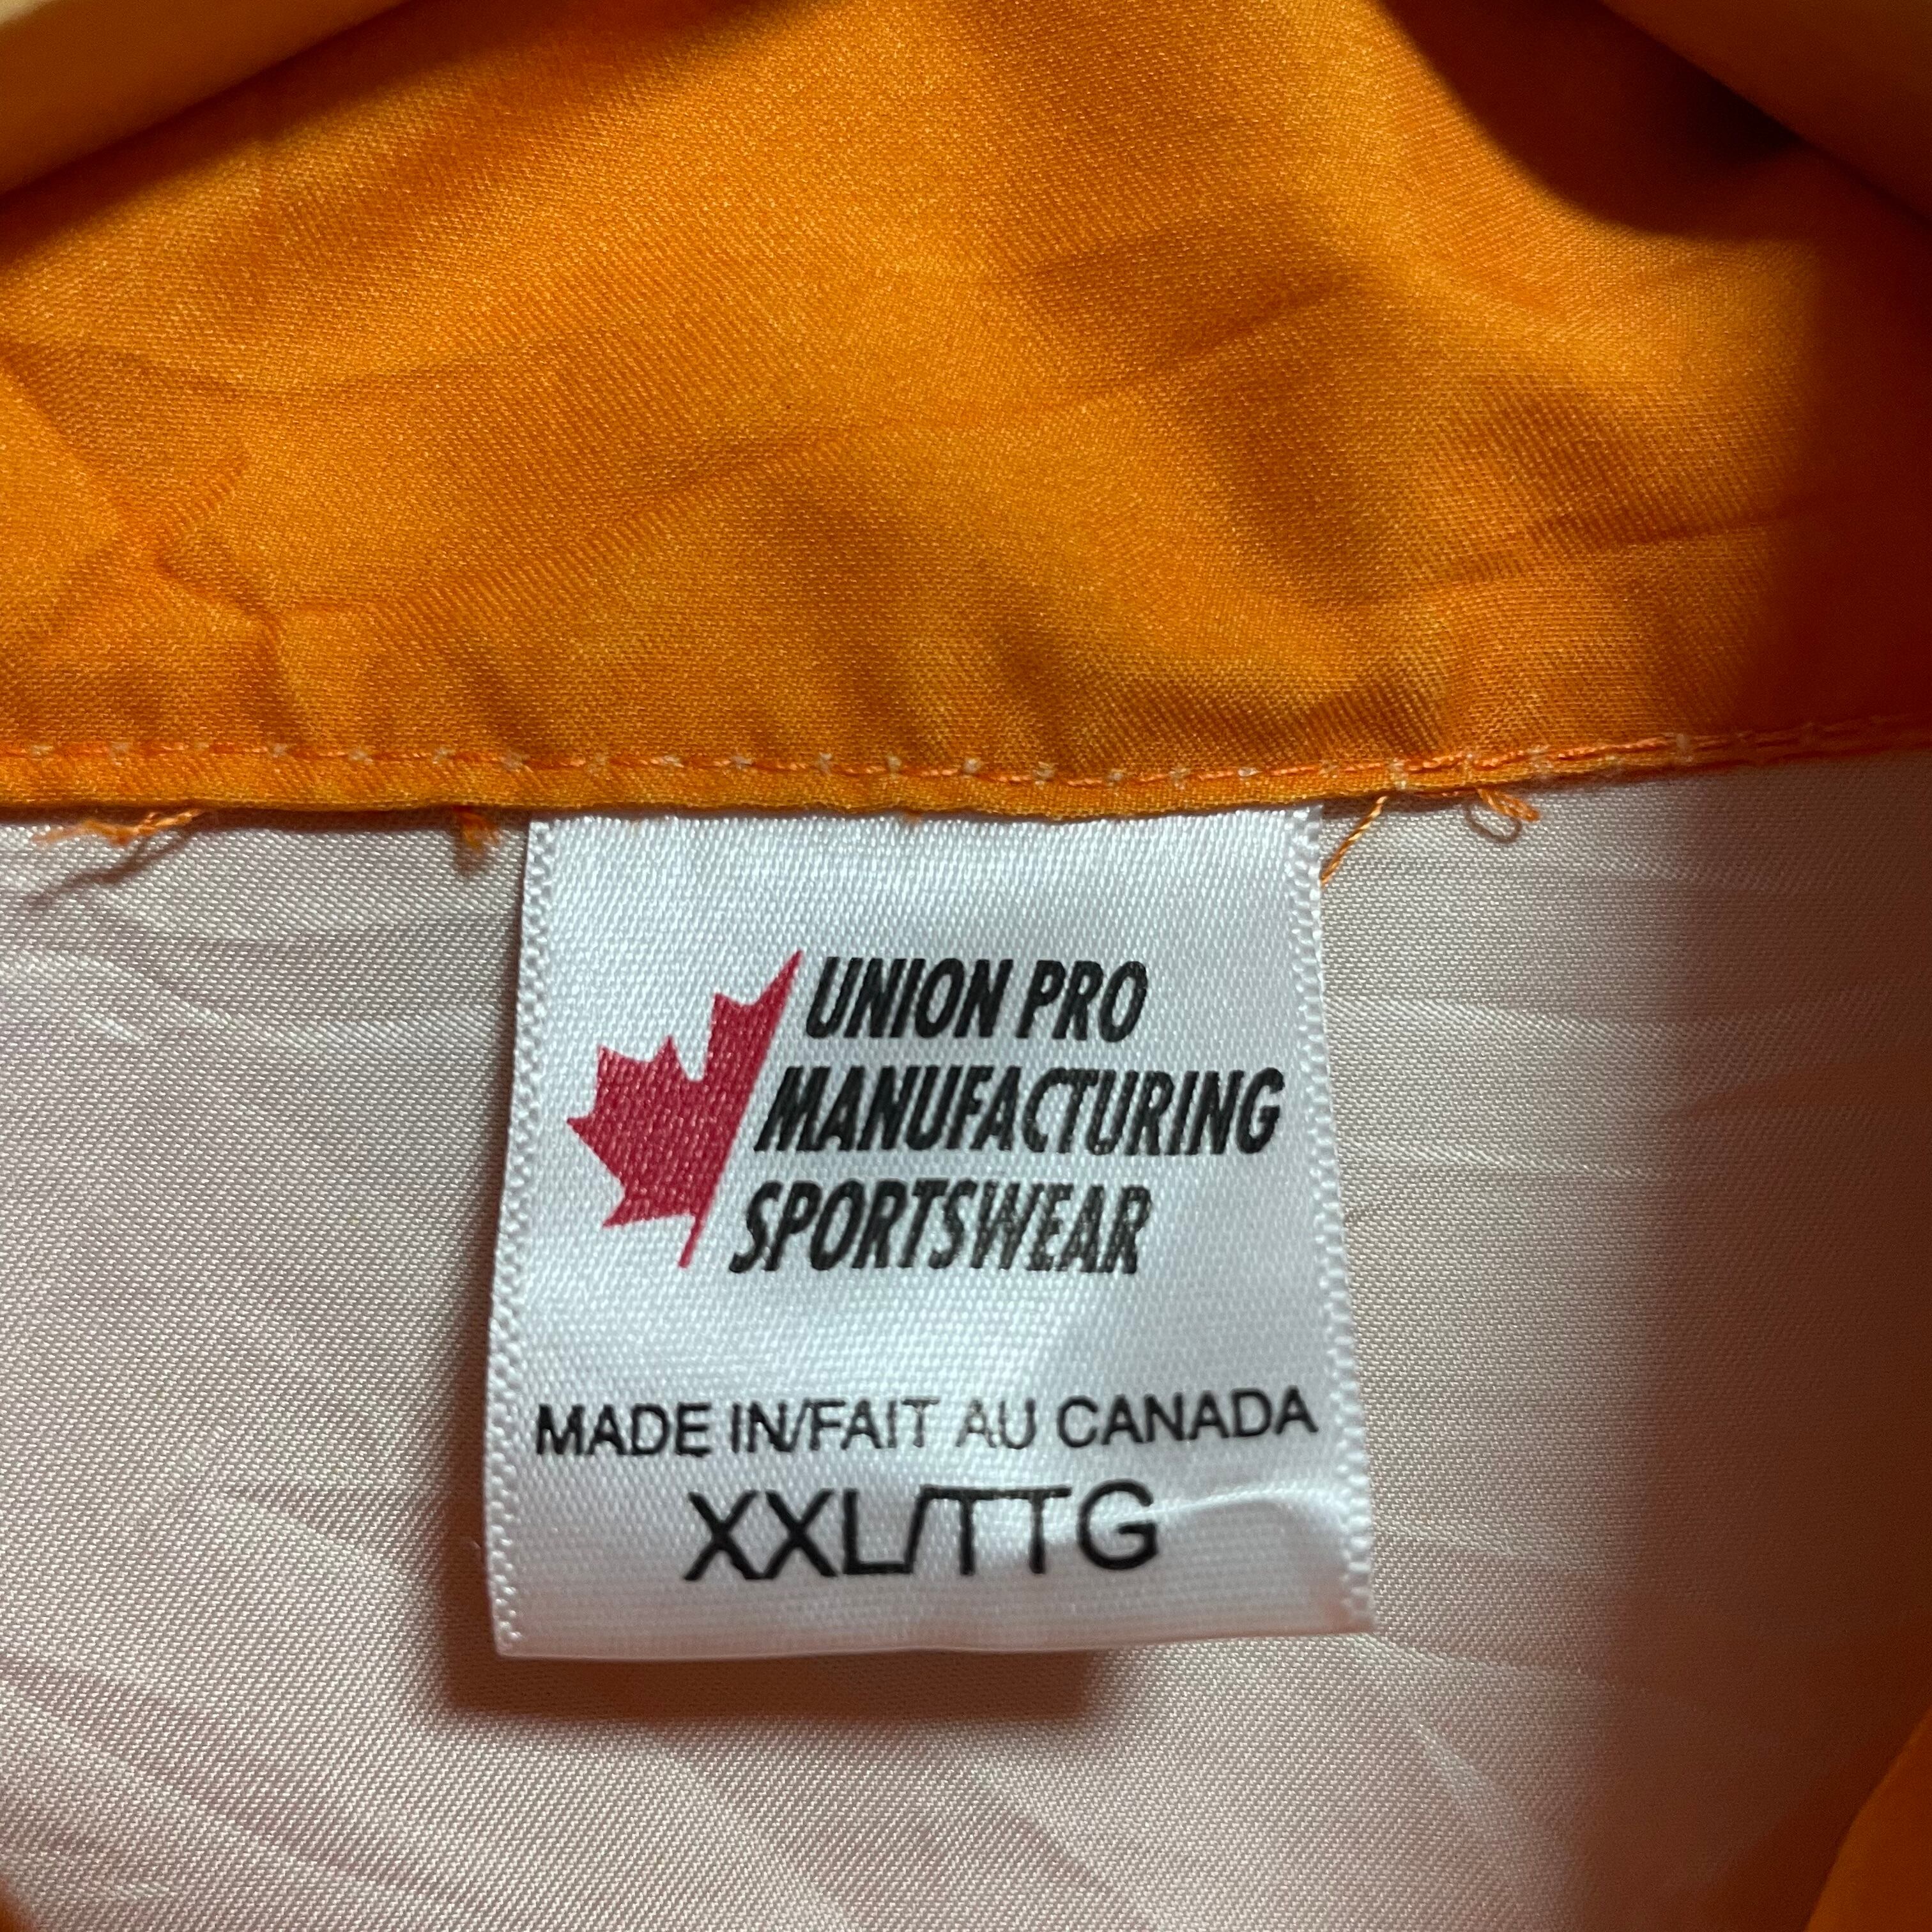 UNION PRO
MANUFACTURING
SPORTSWEAR
MADE IN/FAIT AU CANADA
XXL/TTG